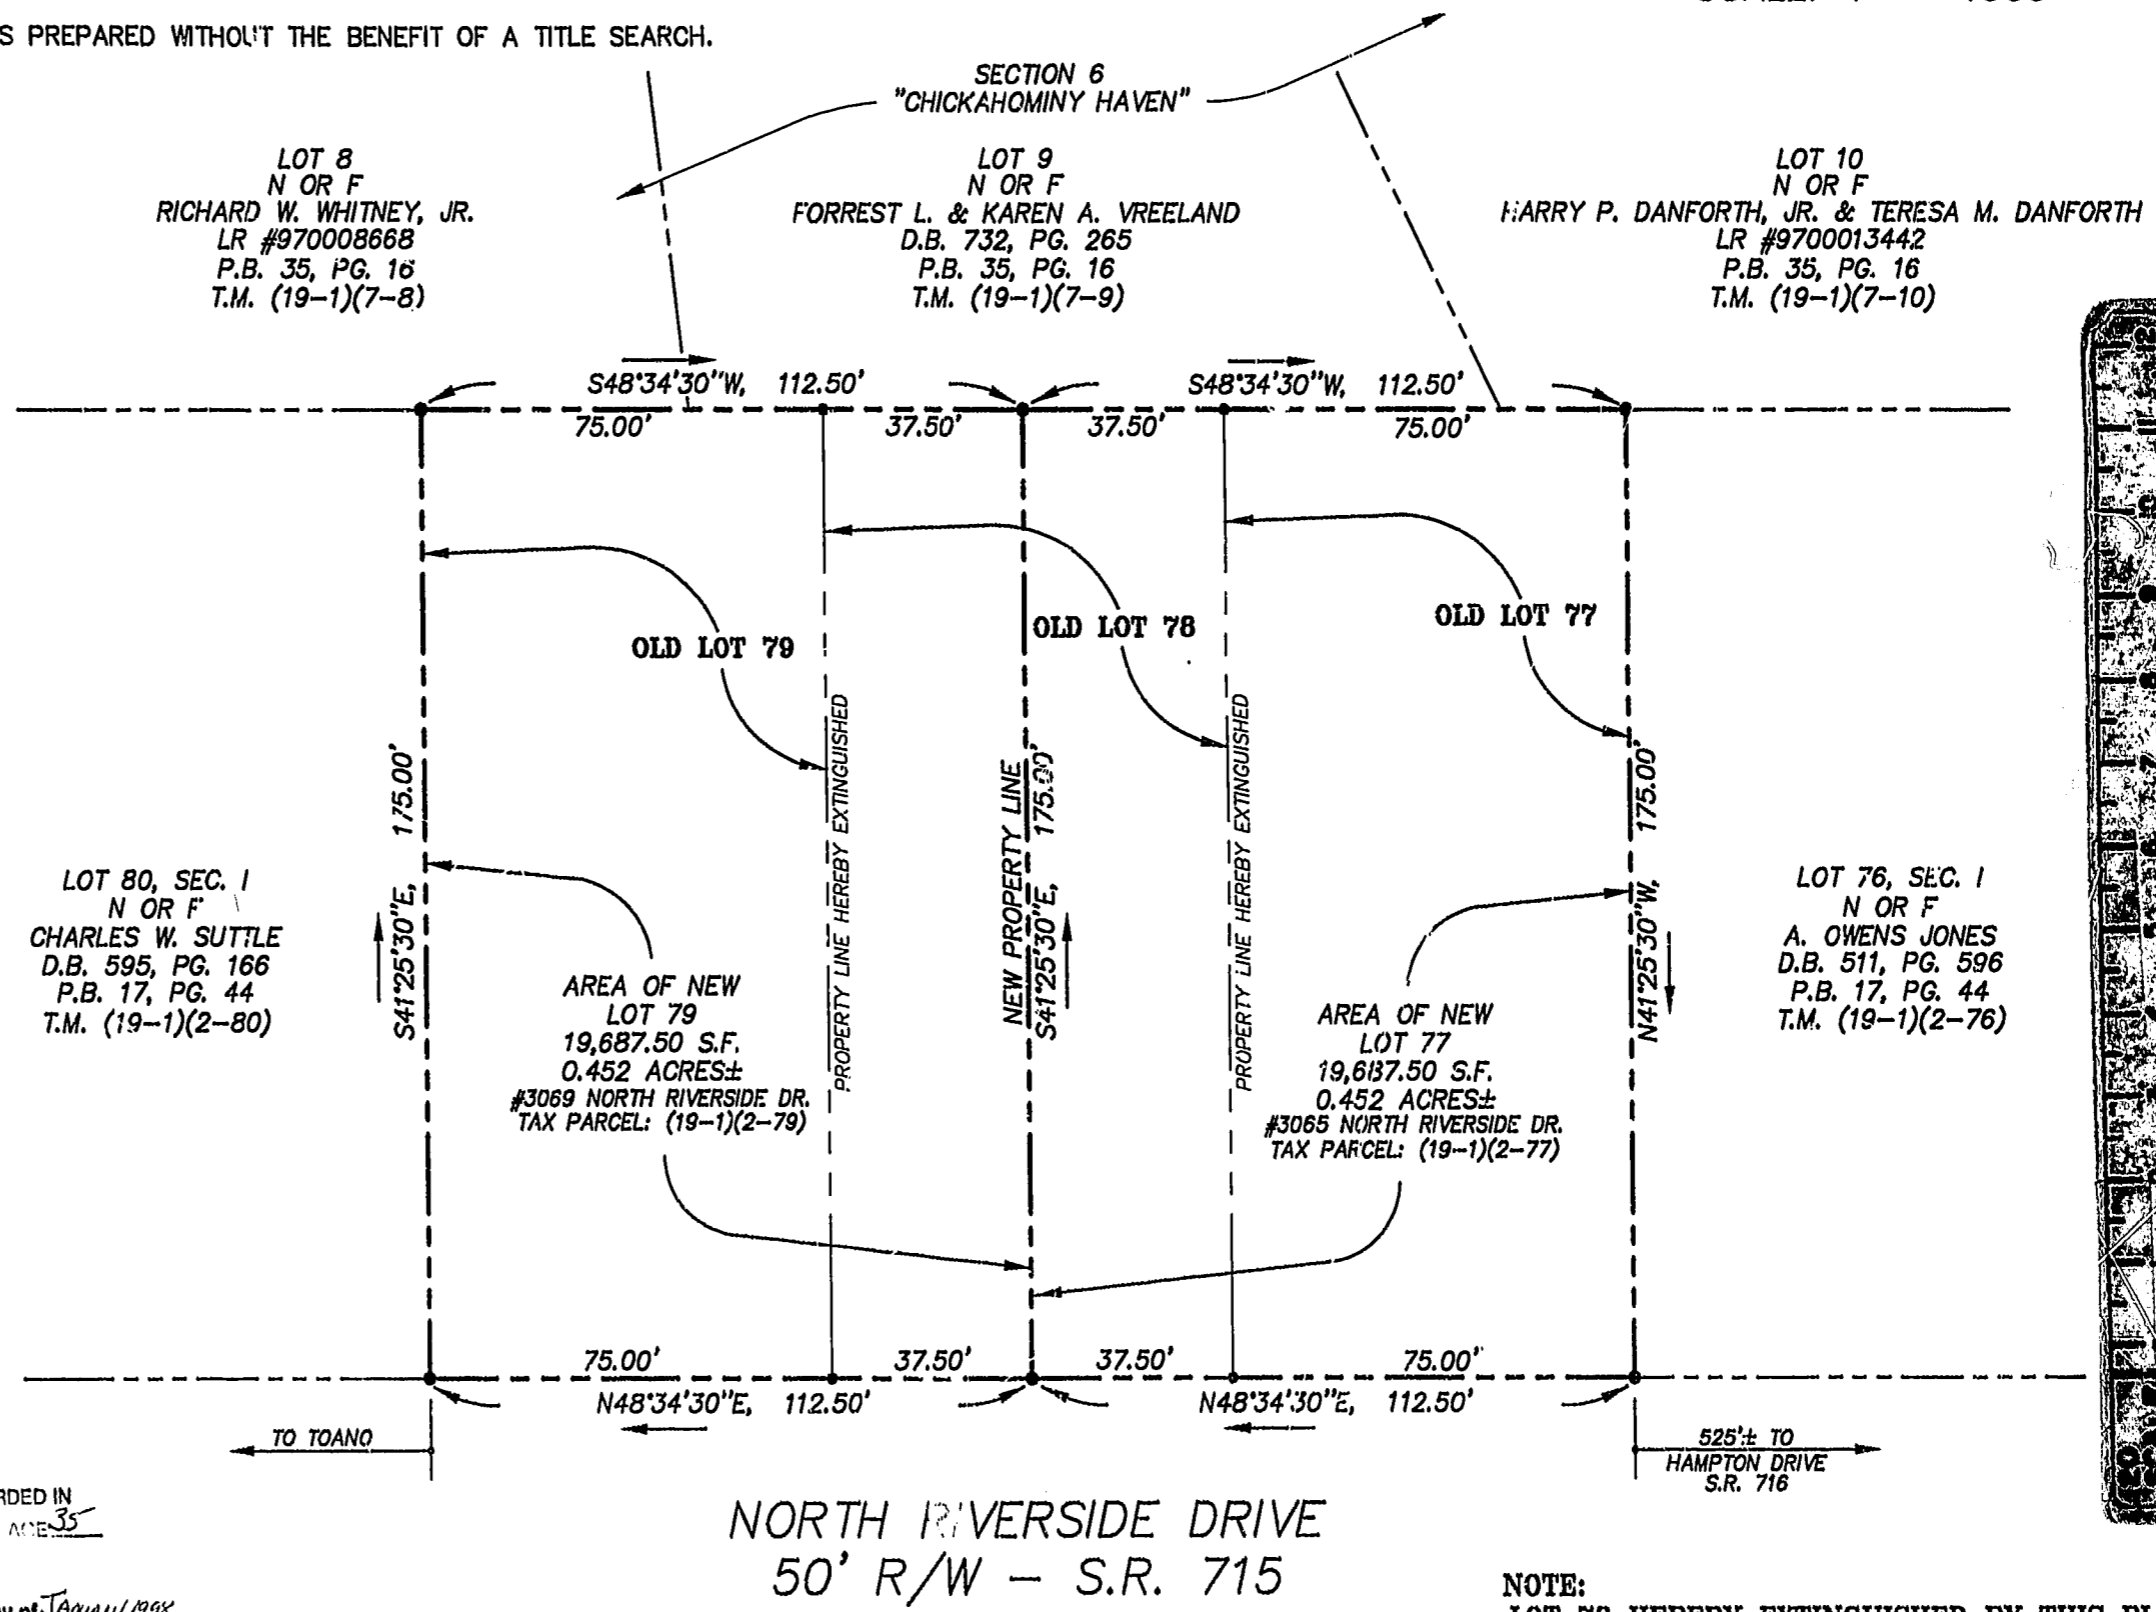 S PREPARED WITHOUT THE BENEFIT OF A TITLE SEARCH.
SECTION 6
"CHICKAHOMINY HAVEN"
LOT 8
N OR F
RICHARD W. WHITNEY, JR.
LR #970008668
P.B. 35, PG. 16
T.M. (19-1)(7-8)
LOT 9
N OR F
FORREST L. & KAREN A. VREELAND
D.B. 732, PG. 265
P.B. 35, PG. 16
T.M. (19-1)(7-9)
LOT 10
N OR F
HARRY P. DANFORTH, JR. & TERESA M. DANFORTH
LR #9700013442
P.B. 35, PG. 16
T.M. (19-1)(7-10)
S48°34'30"W, 112.50'
S48°34'30"W, 112.50'
75.00'
37.50'
37.50'
75.00'
OLD LOT 79
OLD LOT 78
OLD LOT 77
S41°25'30"E, 175.00'
PROPERTY LINE HEREBY EXTINGUISHED
NEW PROPERTY LINE
S41°25'30"E, 175.00'
PROPERTY LINE HEREBY EXTINGUISHED
N41°25'30"W, 175.00'
LOT 80, SEC. 1
N OR F
CHARLES W. SUTTLE
D.B. 595, PG. 166
P.B. 17, PG. 44
T.M. (19-1)(2-80)
AREA OF NEW
LOT 79
19,687.50 S.F.
0.452 ACRES±
#3069 NORTH RIVERSIDE DR.
TAX PARCEL: (19-1)(2-79)
AREA OF NEW
LOT 77
19,687.50 S.F.
0.452 ACRES±
#3065 NORTH RIVERSIDE DR.
TAX PARCEL: (19-1)(2-77)
LOT 76, SEC. 1
N OR F
A. OWENS JONES
D.B. 511, PG. 596
P.B. 17, PG. 44
T.M. (19-1)(2-76)
75.00'
37.50'
37.50'
75.00'
N48°34'30"E, 112.50'
N48°34'30"E, 112.50'
TO TOANO
525'± TO
HAMPTON DRIVE
S.R. 716
RDED IN
35
NORTH RIVERSIDE DRIVE
50' R/W - S.R. 715
NOTE:
LOT 78 HEREBY EXTINGUISHED BY THIS